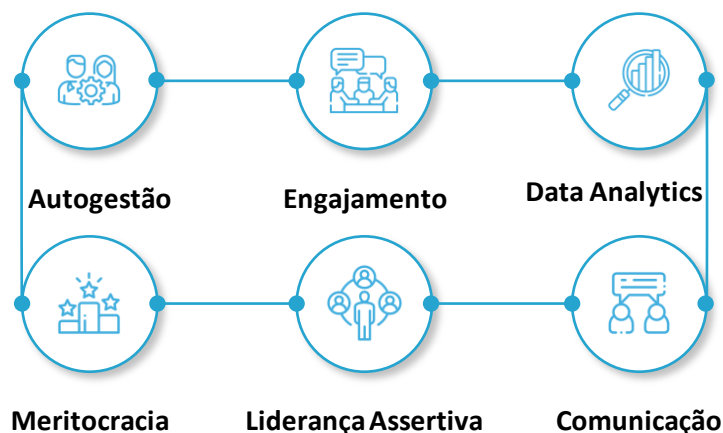 Autogestão
Engajamento
Data Analytics
Meritocracia
Liderança Assertiva
Comunicação